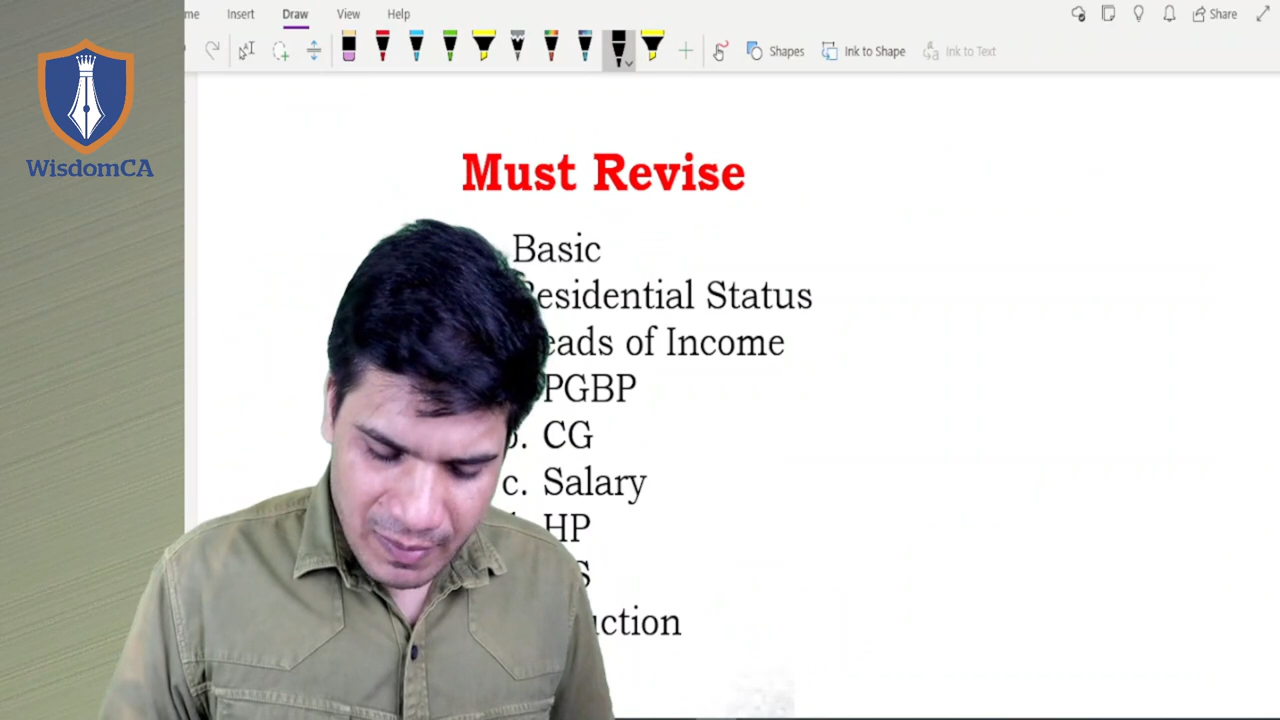 Insert Draw View Help Share
Shapes Ink to Shape Ink to Text
WisdomCA
Must Revise
Basic
Residential Status
eads of Income
PGBP
b. CG
c. Salary
HP
S
uction